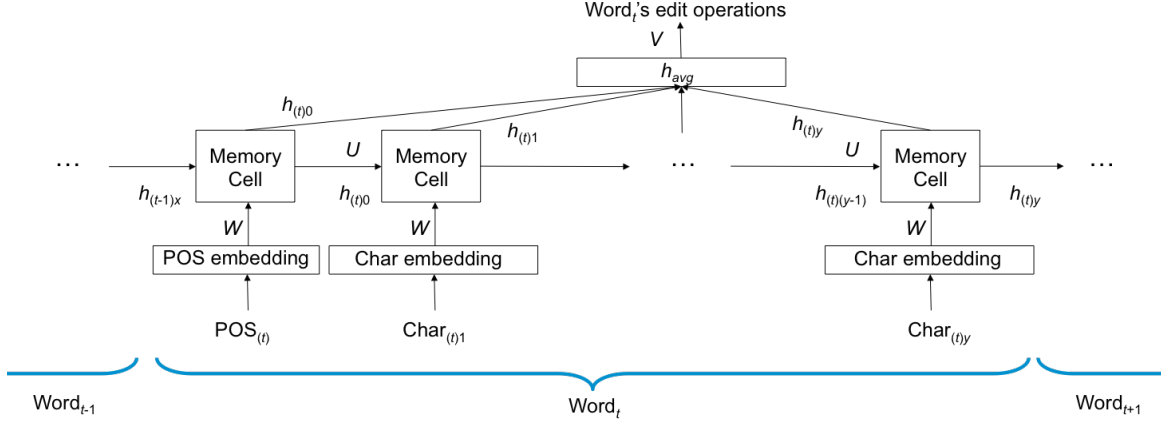 Word_t's edit operations
V
h_avg
h_(t)0
h_(t)1
h_(t)y
... Memory Cell U Memory Cell ... U Memory Cell ...
h_(t-1)x h_(t)0 h_(t)(y-1) h_(t)y
W W W
POS embedding Char embedding Char embedding
POS_(t) Char_(t)1 Char_(t)y
Word_t-1 Word_t Word_t+1